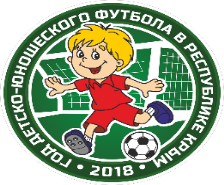 ГОД ДЕТСКО-ЮНОШЕСКОГО ФУТБОЛА В РЕСПУБЛИКЕ КРЫМ
• 2018 •